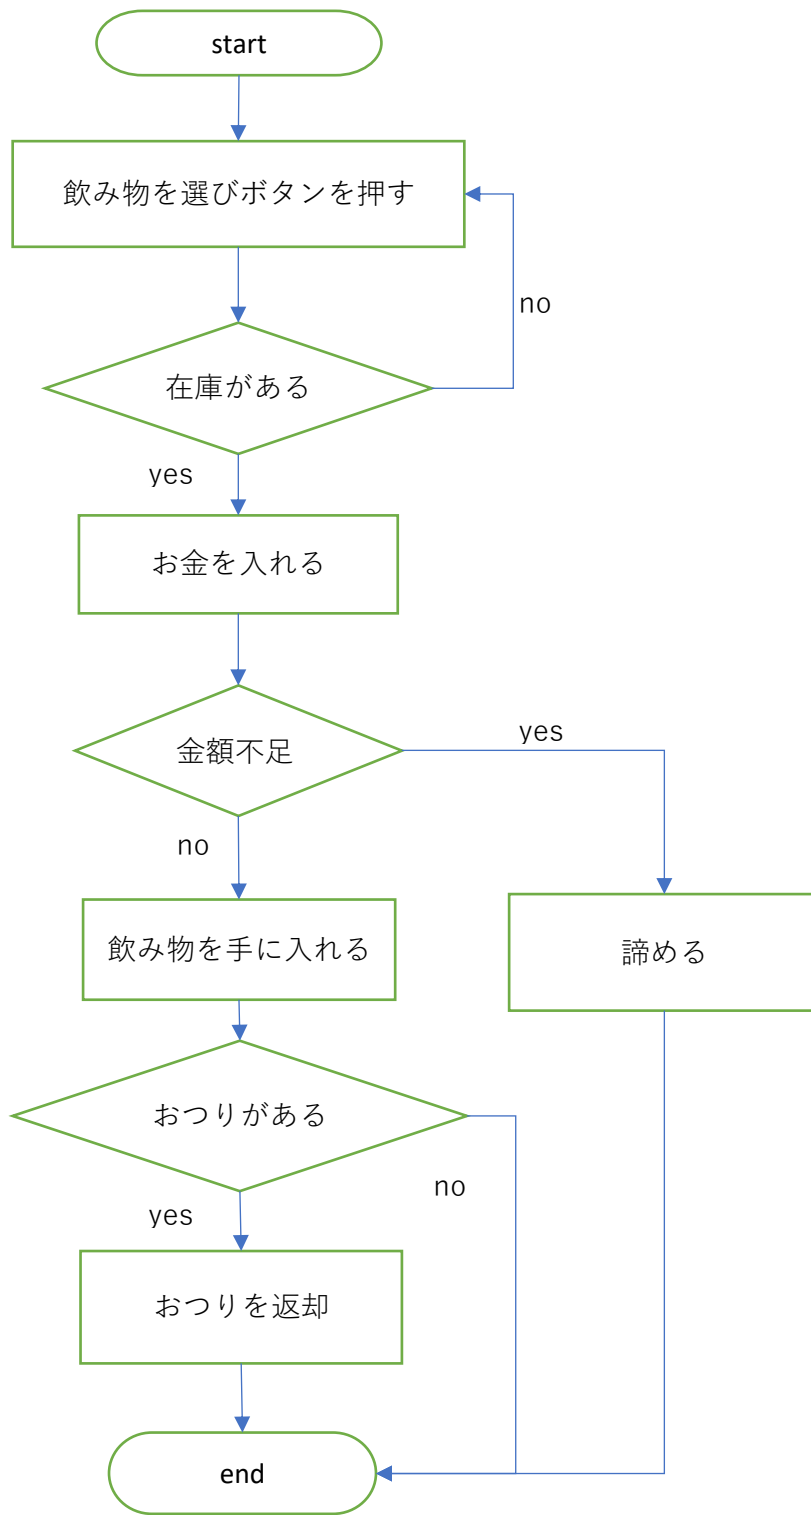 start
飲み物を選びボタンを押す
no
在庫がある
yes
お金を入れる
金額不足
yes
no
飲み物を手に入れる
諦める
おつりがある
no
yes
おつりを返却
end